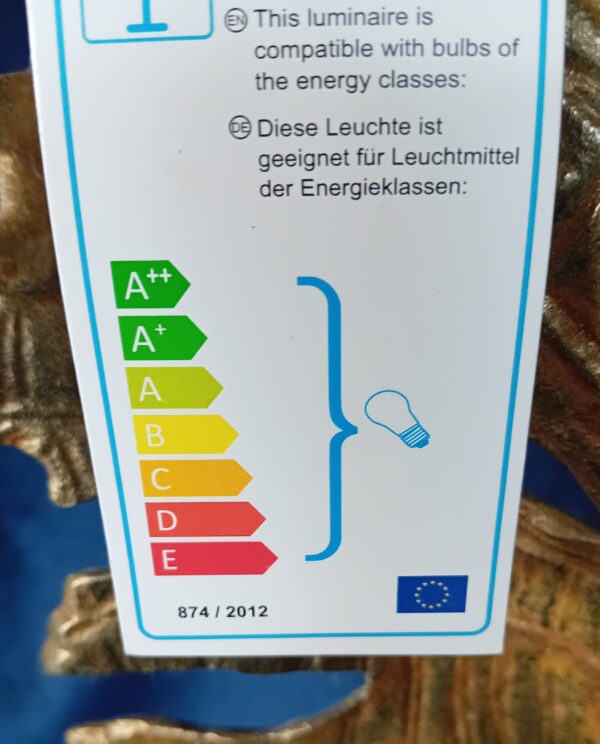 EN This luminaire is
compatible with bulbs of
the energy classes:
DE Diese Leuchte ist
geeignet für Leuchtmittel
der Energieklassen:
A++
A+
A
B
C
D
E
874 / 2012